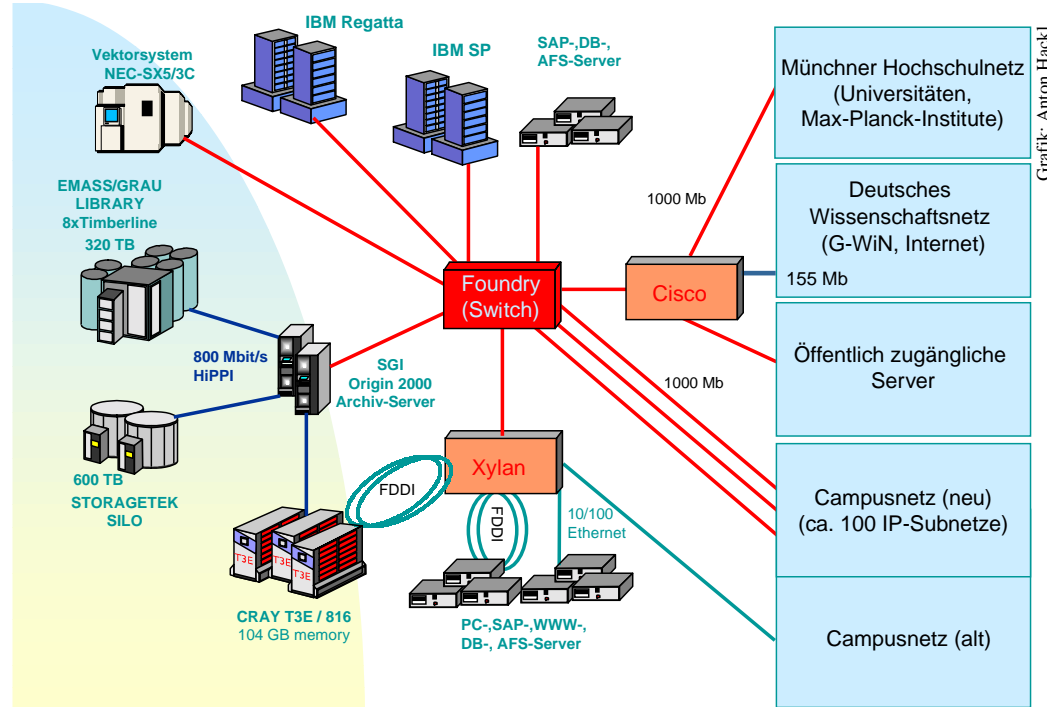 IBM Regatta
Vektorsystem
NEC-SX5/3C
IBM SP
SAP-,DB-,
AFS-Server
Münchner Hochschulnetz
(Universitäten,
Max-Planck-Institute)
Grafik: Anton Hackl
EMASS/GRAU
LIBRARY
8xTimberline
320 TB
1000 Mb
Deutsches
Wissenschaftsnetz
(G-WiN, Internet)
155 Mb
Foundry
(Switch)
Cisco
800 Mbit/s
HiPPI
SGI
Origin 2000
Archiv-Server
1000 Mb
Öffentlich zugängliche
Server
600 TB
STORAGETEK
SILO
Xylan
FDDI
FDDI
10/100
Ethernet
Campusnetz (neu)
(ca. 100 IP-Subnetze)
T3E
T3E
T3E
CRAY T3E / 816
104 GB memory
PC-,SAP-,WWW-,
DB-, AFS-Server
Campusnetz (alt)